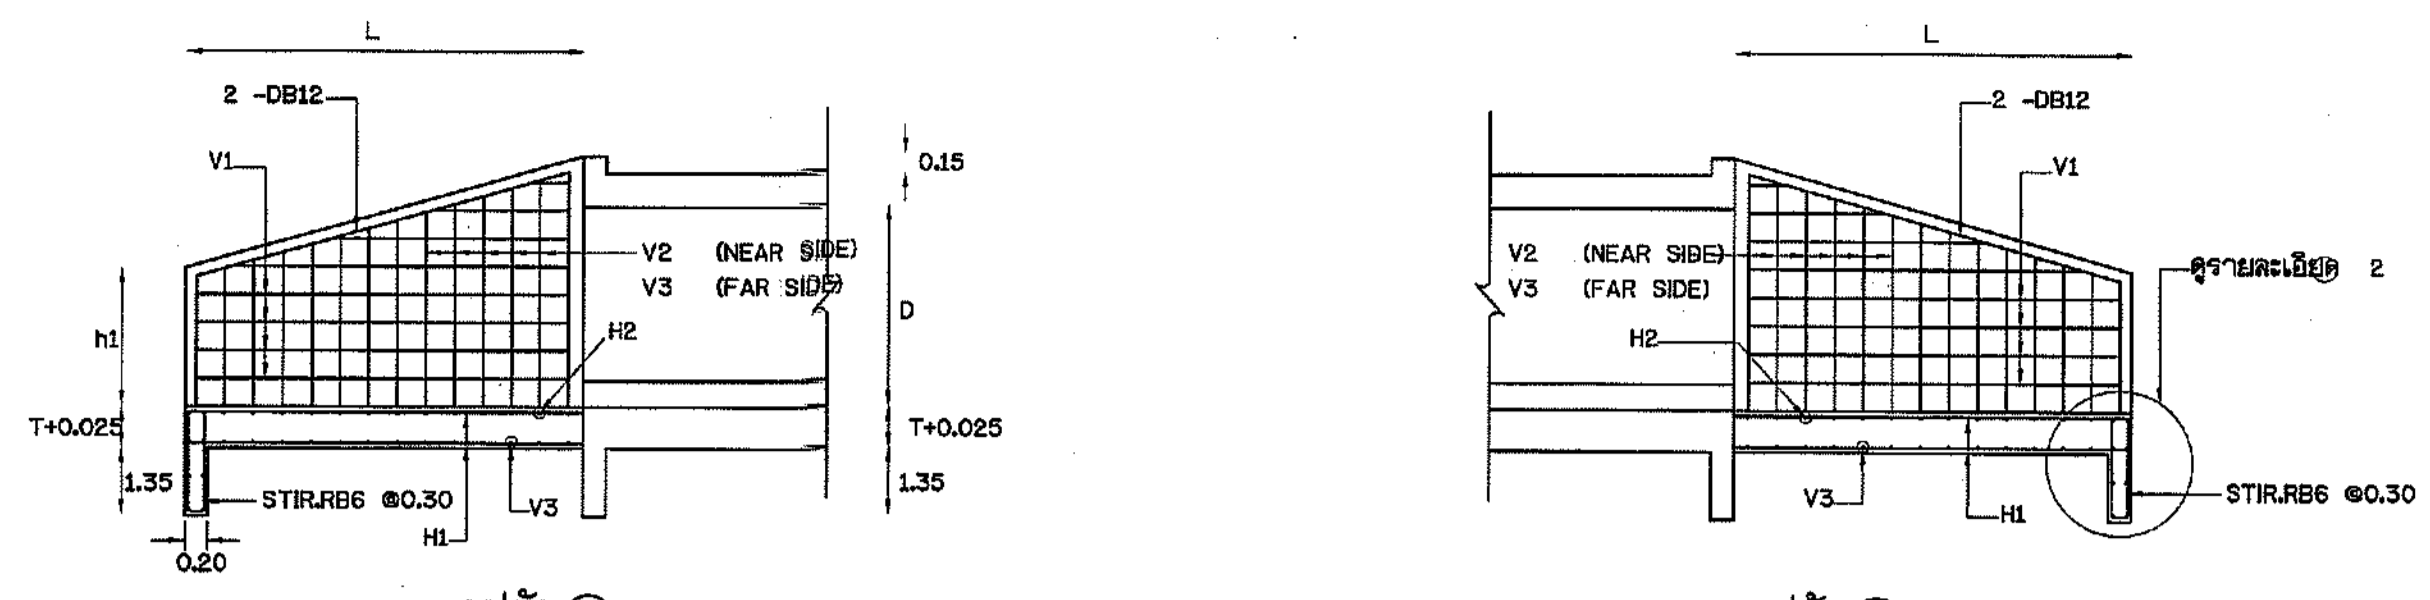 L
2 -DB12
V1
0.15
V2 (NEAR SIDE)
V3 (FAR SIDE)
D
h1
H2
T+0.025
T+0.025
1.35
1.35
STIR.RB6 @0.30
V3
H1
0.20
L
2 -DB12
V1
V2 (NEAR SIDE)
V3 (FAR SIDE)
ดูรายละเอียด 2
H2
V3
H1
STIR.RB6 @0.30